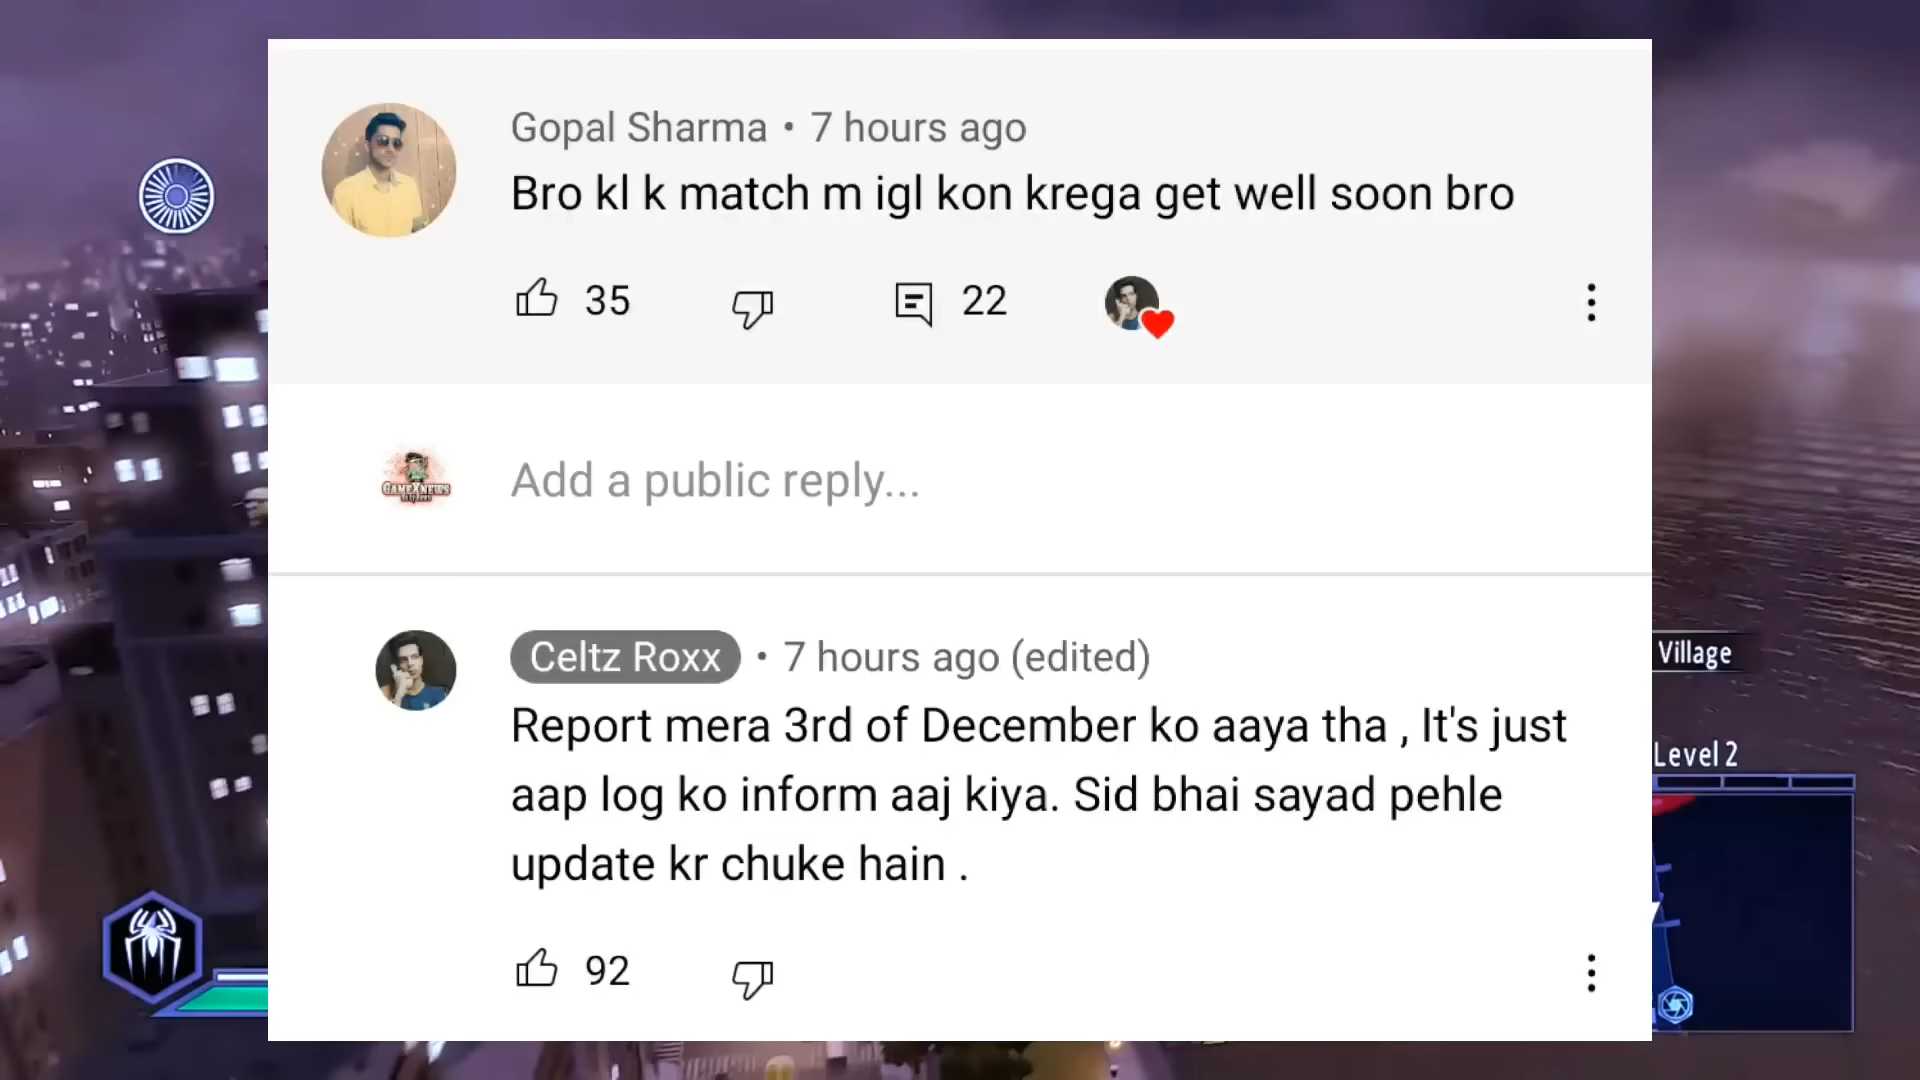 Gopal Sharma • 7 hours ago
Bro kl k match m igl kon krega get well soon bro
35
22
GAMEXNEWS
Add a public reply...
Celtz Roxx • 7 hours ago (edited)
Report mera 3rd of December ko aaya tha , It's just
aap log ko inform aaj kiya. Sid bhai sayad pehle
update kr chuke hain .
92
Village
Level 2